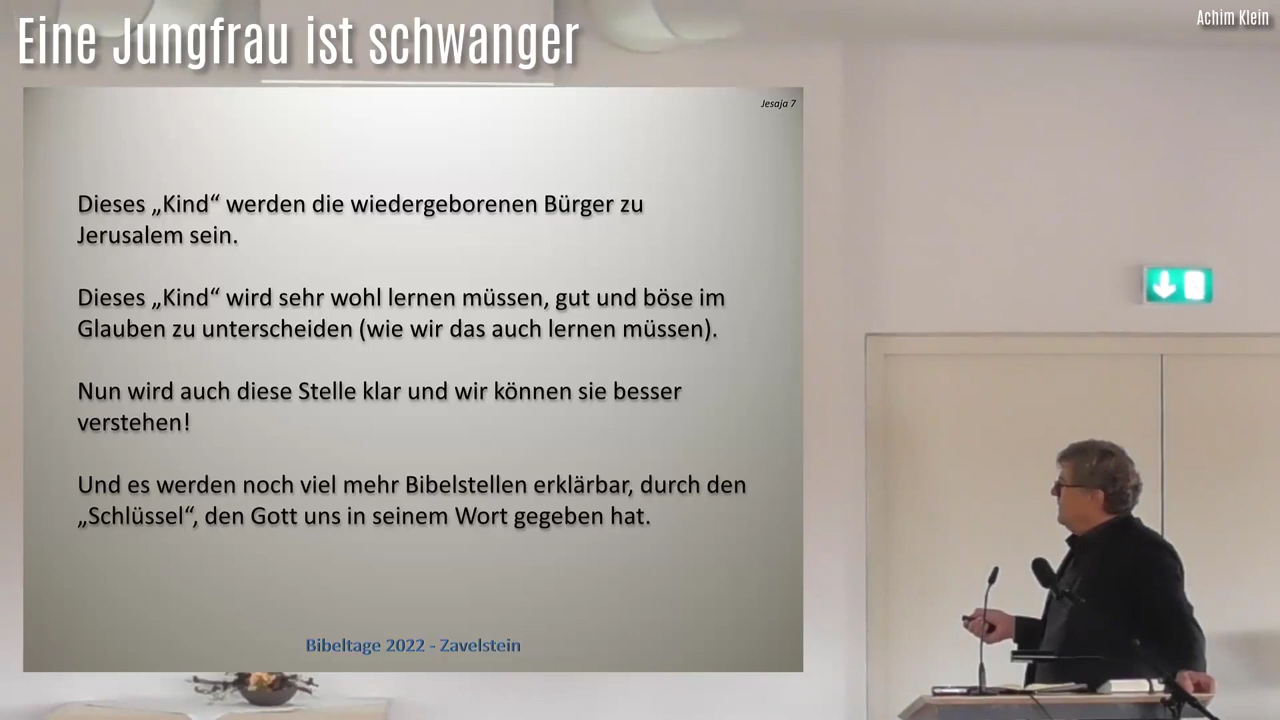 Eine Jungfrau ist schwanger
Achim Klein
Jesaja 7
Dieses „Kind“ werden die wiedergeborenen Bürger zu
Jerusalem sein.
Dieses „Kind“ wird sehr wohl lernen müssen, gut und böse im
Glauben zu unterscheiden (wie wir das auch lernen müssen).
Nun wird auch diese Stelle klar und wir können sie besser
verstehen!
Und es werden noch viel mehr Bibelstellen erklärbar, durch den
„Schlüssel“, den Gott uns in seinem Wort gegeben hat.
Bibeltage 2022 - Zavelstein